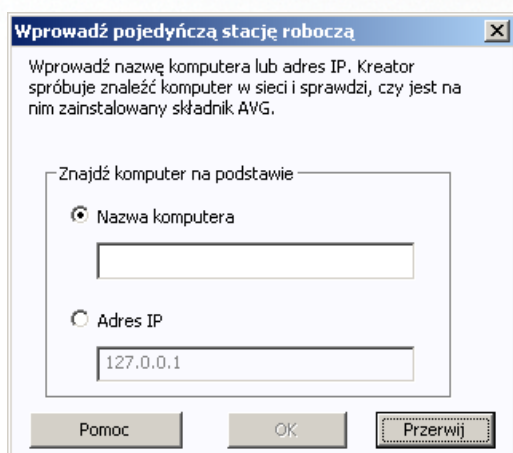 Wprowadź pojedyńczą stację roboczą
Wprowadź nazwę komputera lub adres IP. Kreator
spróbuje znaleźć komputer w sieci i sprawdzi, czy jest na
nim zainstalowany składnik AVG.
Znajdź komputer na podstawie
Nazwa komputera
Adres IP
127.0.0.1
Pomoc OK Przerwij